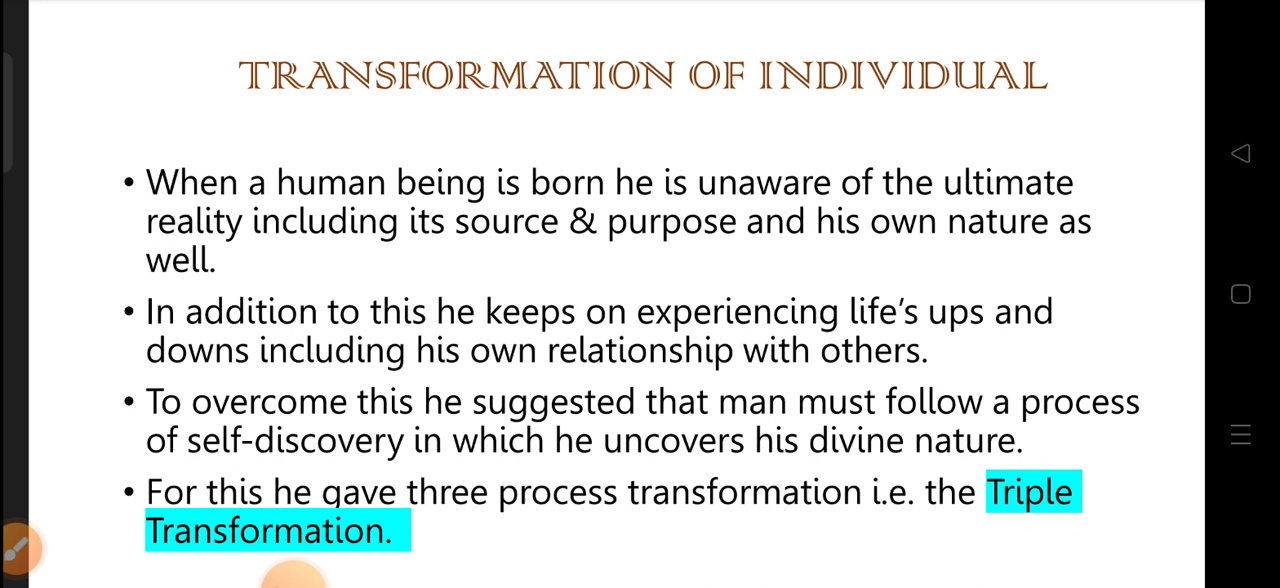 TRANSFORMATION OF INDIVIDUAL
• When a human being is born he is unaware of the ultimate
reality including its source & purpose and his own nature as
well.
• In addition to this he keeps on experiencing life's ups and
downs including his own relationship with others.
• To overcome this he suggested that man must follow a process
of self-discovery in which he uncovers his divine nature.
• For this he gave three process transformation i.e. the Triple
Transformation.